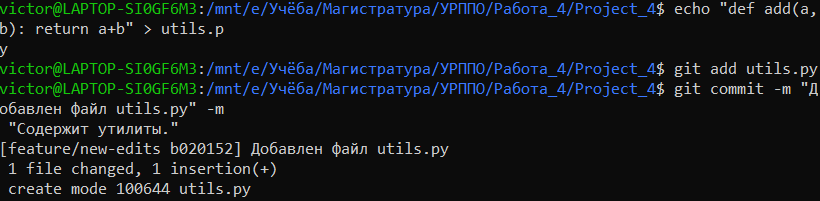 victor@LAPTOP-SI0GF6M3:/mnt/e/Учёба/Магистратура/УРППО/Работа_4/Project_4$ echo "def add(a,
b): return a+b" > utils.p
y
victor@LAPTOP-SI0GF6M3:/mnt/e/Учёба/Магистратура/УРППО/Работа_4/Project_4$ git add utils.py
victor@LAPTOP-SI0GF6M3:/mnt/e/Учёба/Магистратура/УРППО/Работа_4/Project_4$ git commit -m "Д
обавлен файл utils.py" -m
 "Содержит утилиты."
[feature/new-edits b020152] Добавлен файл utils.py
 1 file changed, 1 insertion(+)
 create mode 100644 utils.py